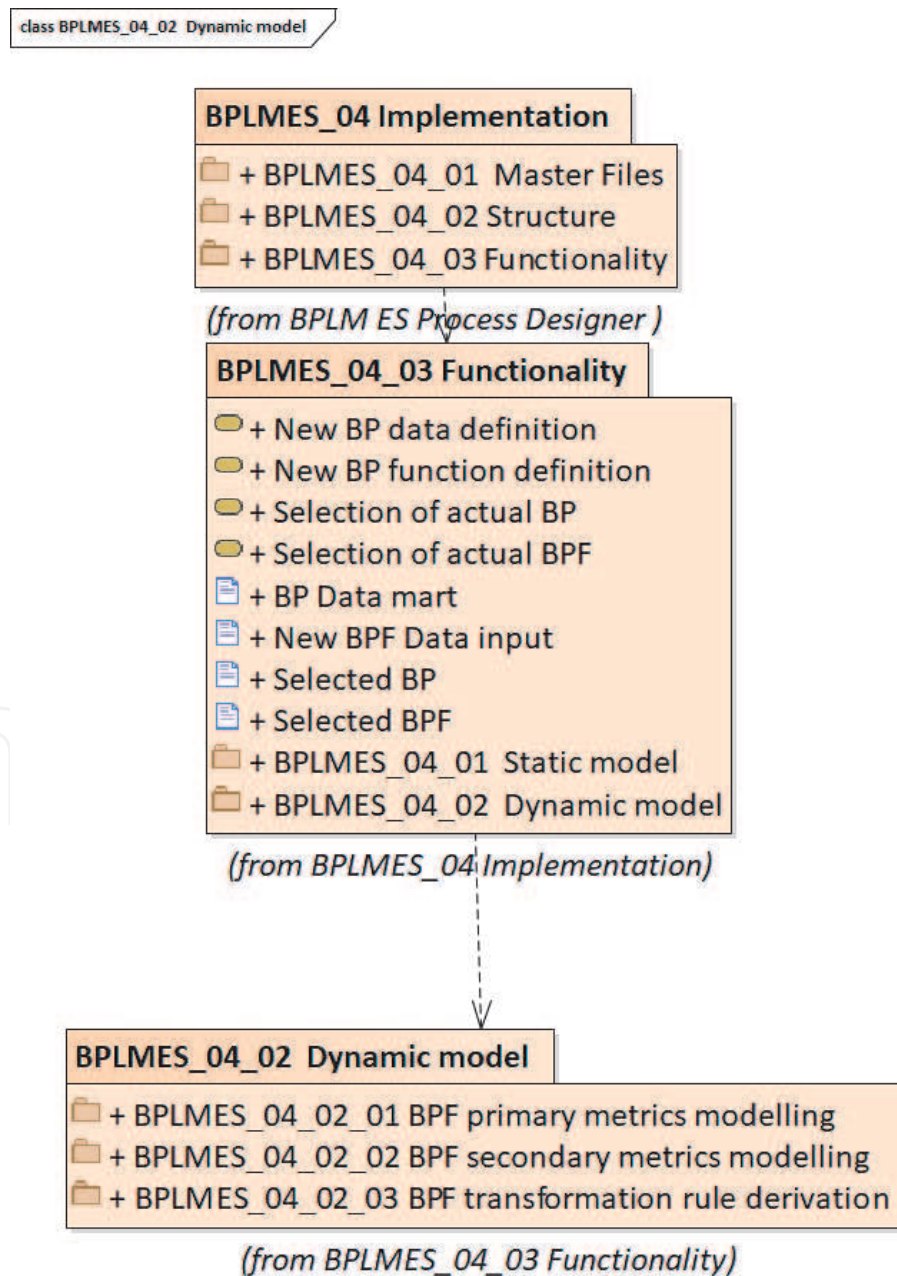 class BPLMES_04_02 Dynamic model
BPLMES_04 Implementation
+ BPLMES_04_01 Master Files
+ BPLMES_04_02 Structure
+ BPLMES_04_03 Functionality
(from BPLM ES Process Designer )
BPLMES_04_03 Functionality
+ New BP data definition
+ New BP function definition
+ Selection of actual BP
+ Selection of actual BPF
+ BP Data mart
+ New BPF Data input
+ Selected BP
+ Selected BPF
+ BPLMES_04_01 Static model
+ BPLMES_04_02 Dynamic model
(from BPLMES_04 Implementation)
BPLMES_04_02 Dynamic model
+ BPLMES_04_02_01 BPF primary metrics modelling
+ BPLMES_04_02_02 BPF secondary metrics modelling
+ BPLMES_04_02_03 BPF transformation rule derivation
(from BPLMES_04_03 Functionality)